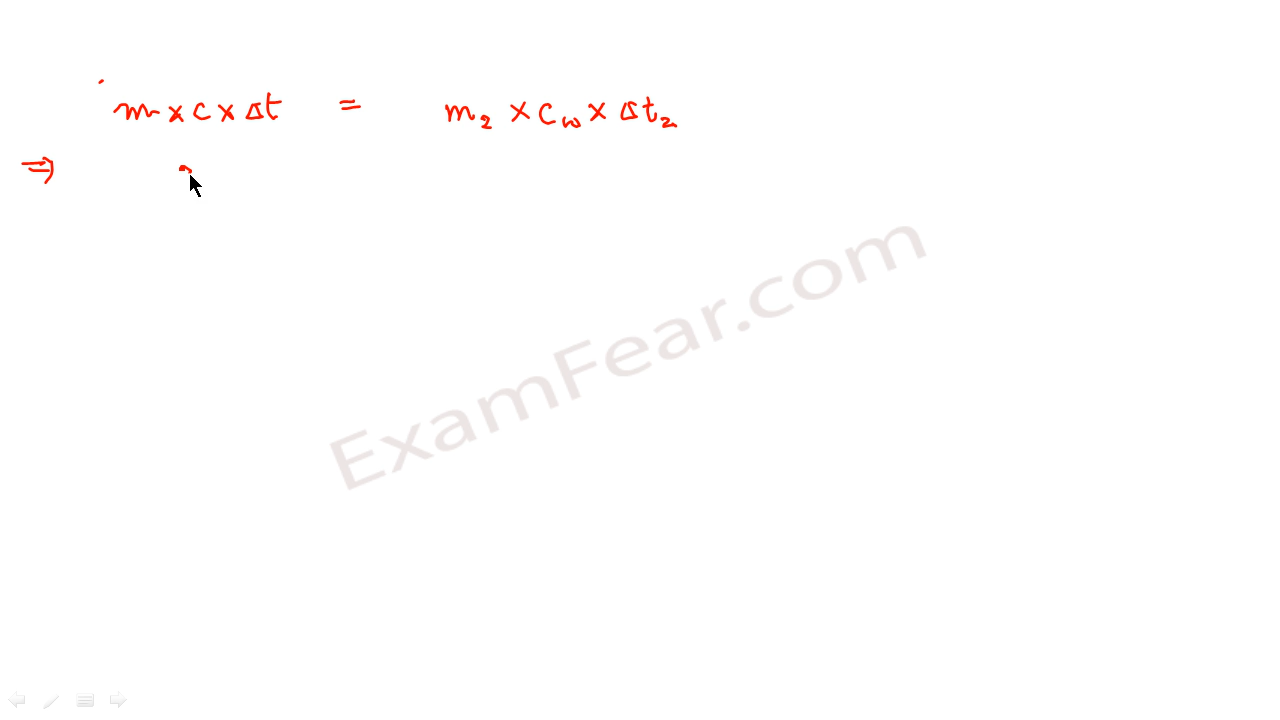 m × c × Δt = m₂ × c_w × Δt₂
⇒
ExamFear.com